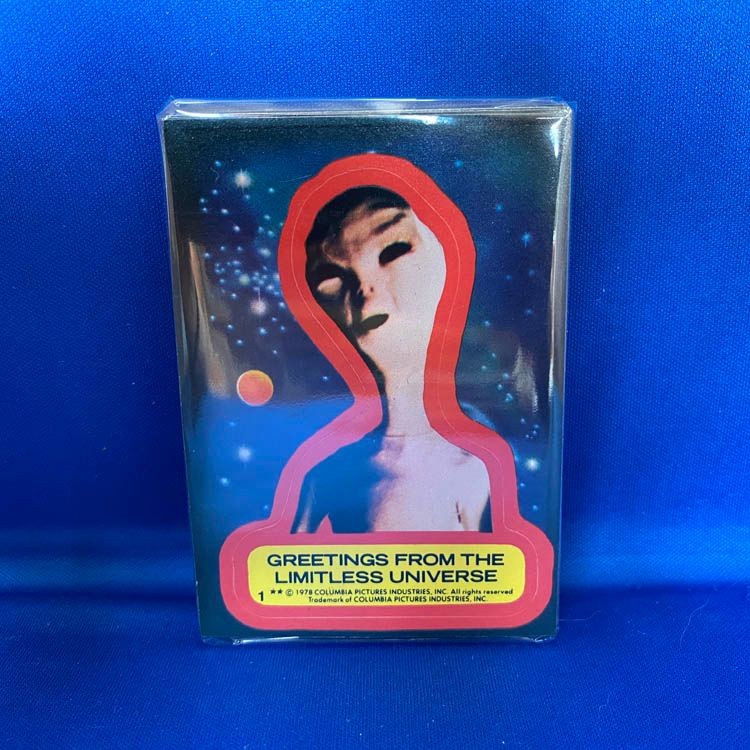 GREETINGS FROM THE
LIMITLESS UNIVERSE
1 ★★ © 1978 COLUMBIA PICTURES INDUSTRIES, INC. All rights reserved
Trademark of COLUMBIA PICTURES INDUSTRIES, INC.